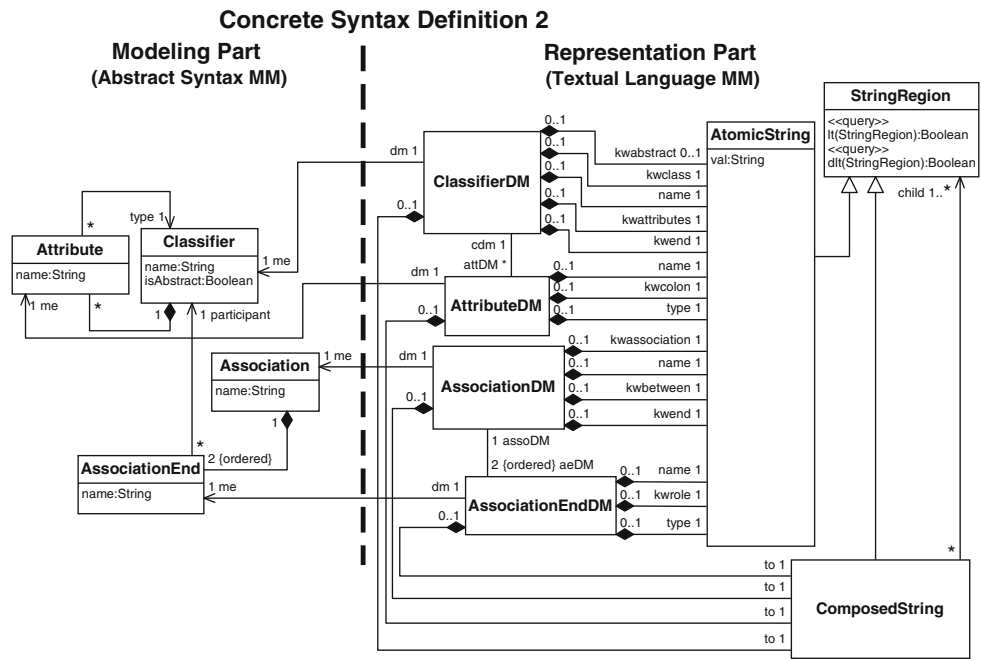 Concrete Syntax Definition 2
Modeling Part
(Abstract Syntax MM)
Representation Part
(Textual Language MM)
StringRegion
<<query>>
lt(StringRegion):Boolean
<<query>>
dlt(StringRegion):Boolean
child 1..*
AtomicString
val:String
ClassifierDM
dm 1
0..1
0..1
kwabstract 0..1
0..1
kwclass 1
0..1
name 1
0..1
kwattributes 1
0..1
kwend 1
cdm 1
attDM *
type 1
*
Attribute
name:String
1 me
*
Classifier
name:String
isAbstract:Boolean
1
1 me
1 participant
AttributeDM
dm 1
0..1
0..1
name 1
0..1
kwcolon 1
0..1
type 1
Association
name:String
1
1 me
dm 1
AssociationDM
0..1
0..1
kwassociation 1
0..1
name 1
0..1
kwbetween 1
0..1
kwend 1
1 assoDM
2 {ordered} aeDM
*
2 {ordered}
AssociationEnd
name:String
1 me
dm 1
AssociationEndDM
0..1
0..1
name 1
0..1
kwrole 1
0..1
type 1
*
ComposedString
to 1
to 1
to 1
to 1